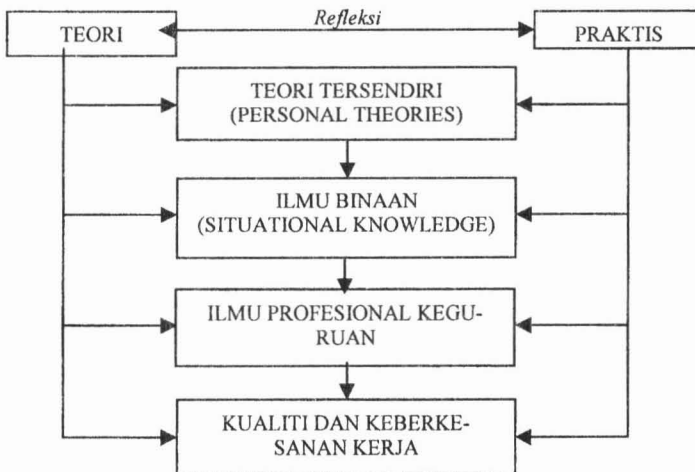 Refleksi
TEORI
PRAKTIS
TEORI TERSENDIRI
(PERSONAL THEORIES)
ILMU BINAAN
(SITUATIONAL KNOWLEDGE)
ILMU PROFESIONAL KEGU-
RUAN
KUALITI DAN KEBERKE-
SANAN KERJA